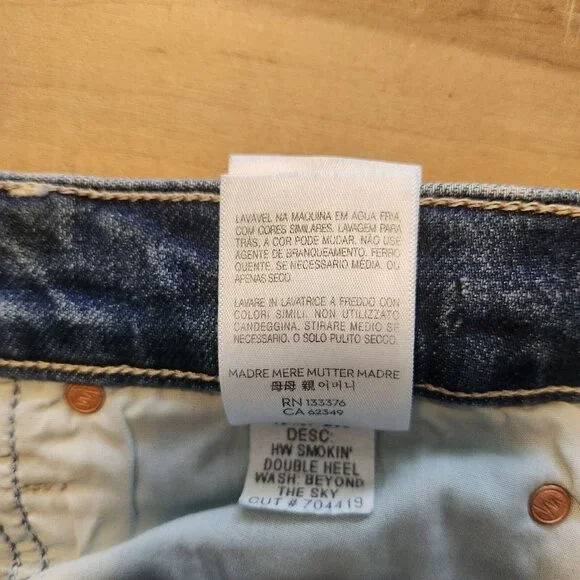 LAVÁVEL NA MÁQUINA EM ÁGUA FRIA,
COM CORES SIMILARES. LAVAGEM PARA
TRÁS, A COR PODE MUDAR. NÃO USE
AGENTE DE BRANQUEAMENTO. FERRO
QUENTE, SE NECESSARIO MÉDIA, OU
APENAS SECO
LAVARE IN LAVATRICE A FREDDO CON
COLORI SIMILI. NON UTILIZZATO
CANDEGGINA. STIRARE MEDIO SE
NECESSARIO, O SOLO PULITO SECCO.
MADRE MERE MUTTER MADRE
母母 親 어머니
RN 133376
CA 62349
DESC:
HW SMOKIN'
DOUBLE HEEL
WASH: BEYOND
THE SKY
CUT # 704419